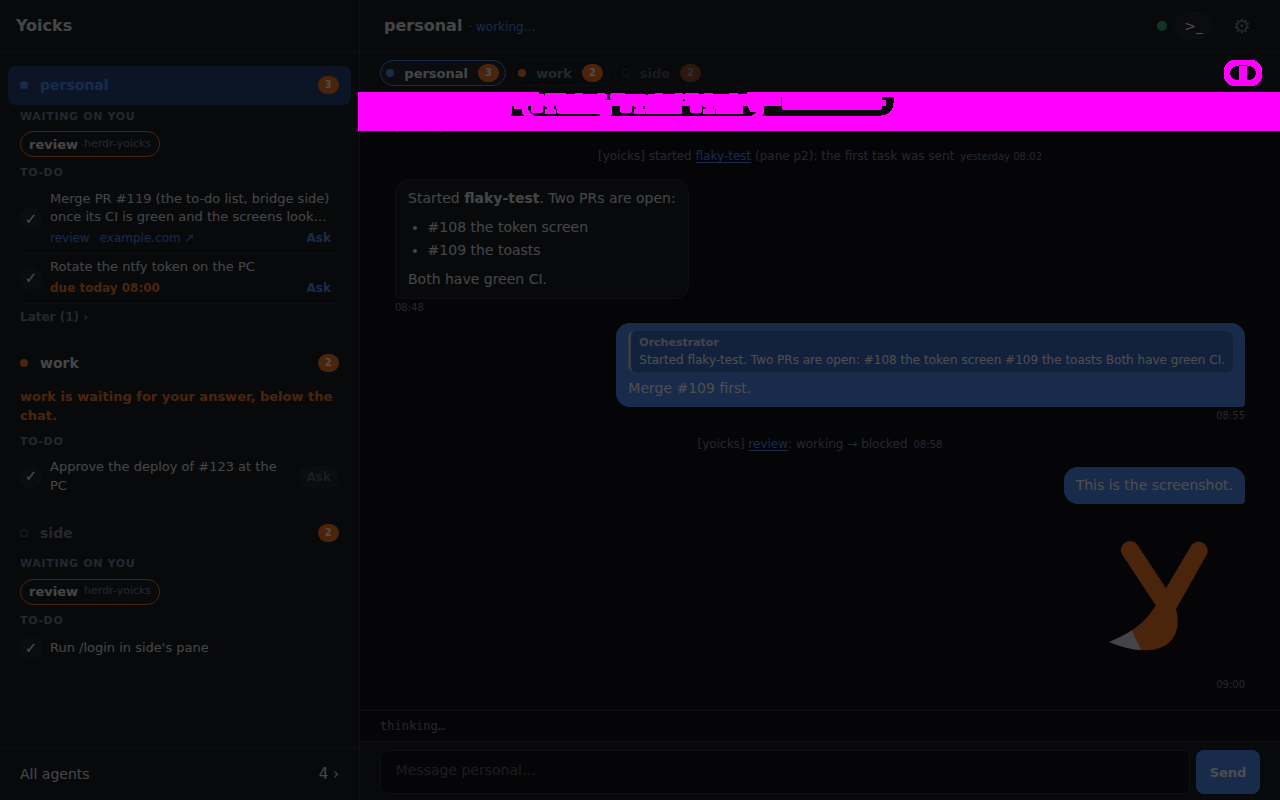 Yoicks
personal 3
WAITING ON YOU
review herdr-yoicks
TO-DO
Merge PR #119 (the to-do list, bridge side)
once its CI is green and the screens look…
review · example.com ↗ Ask
Rotate the ntfy token on the PC
due today 08:00 Ask
Later (1) ›
work 2
work is waiting for your answer, below the
chat.
TO-DO
Approve the deploy of #123 at the
PC
Ask
side 2
WAITING ON YOU
review herdr-yoicks
TO-DO
Run /login in side's pane
All agents 4 ›
personal · working…
>_
personal 3 work 2 side 2
[yoicks] started flaky-test (pane p2): the first task was sent yesterday 08:02
Started flaky-test. Two PRs are open:
• #108 the token screen
• #109 the toasts
Both have green CI.
08:48
Orchestrator
Started flaky-test. Two PRs are open: #108 the token screen #109 the toasts Both have green CI.
Merge #109 first.
08:55
[yoicks] review: working → blocked 08:58
This is the screenshot.
09:00
thinking…
Message personal…
Send